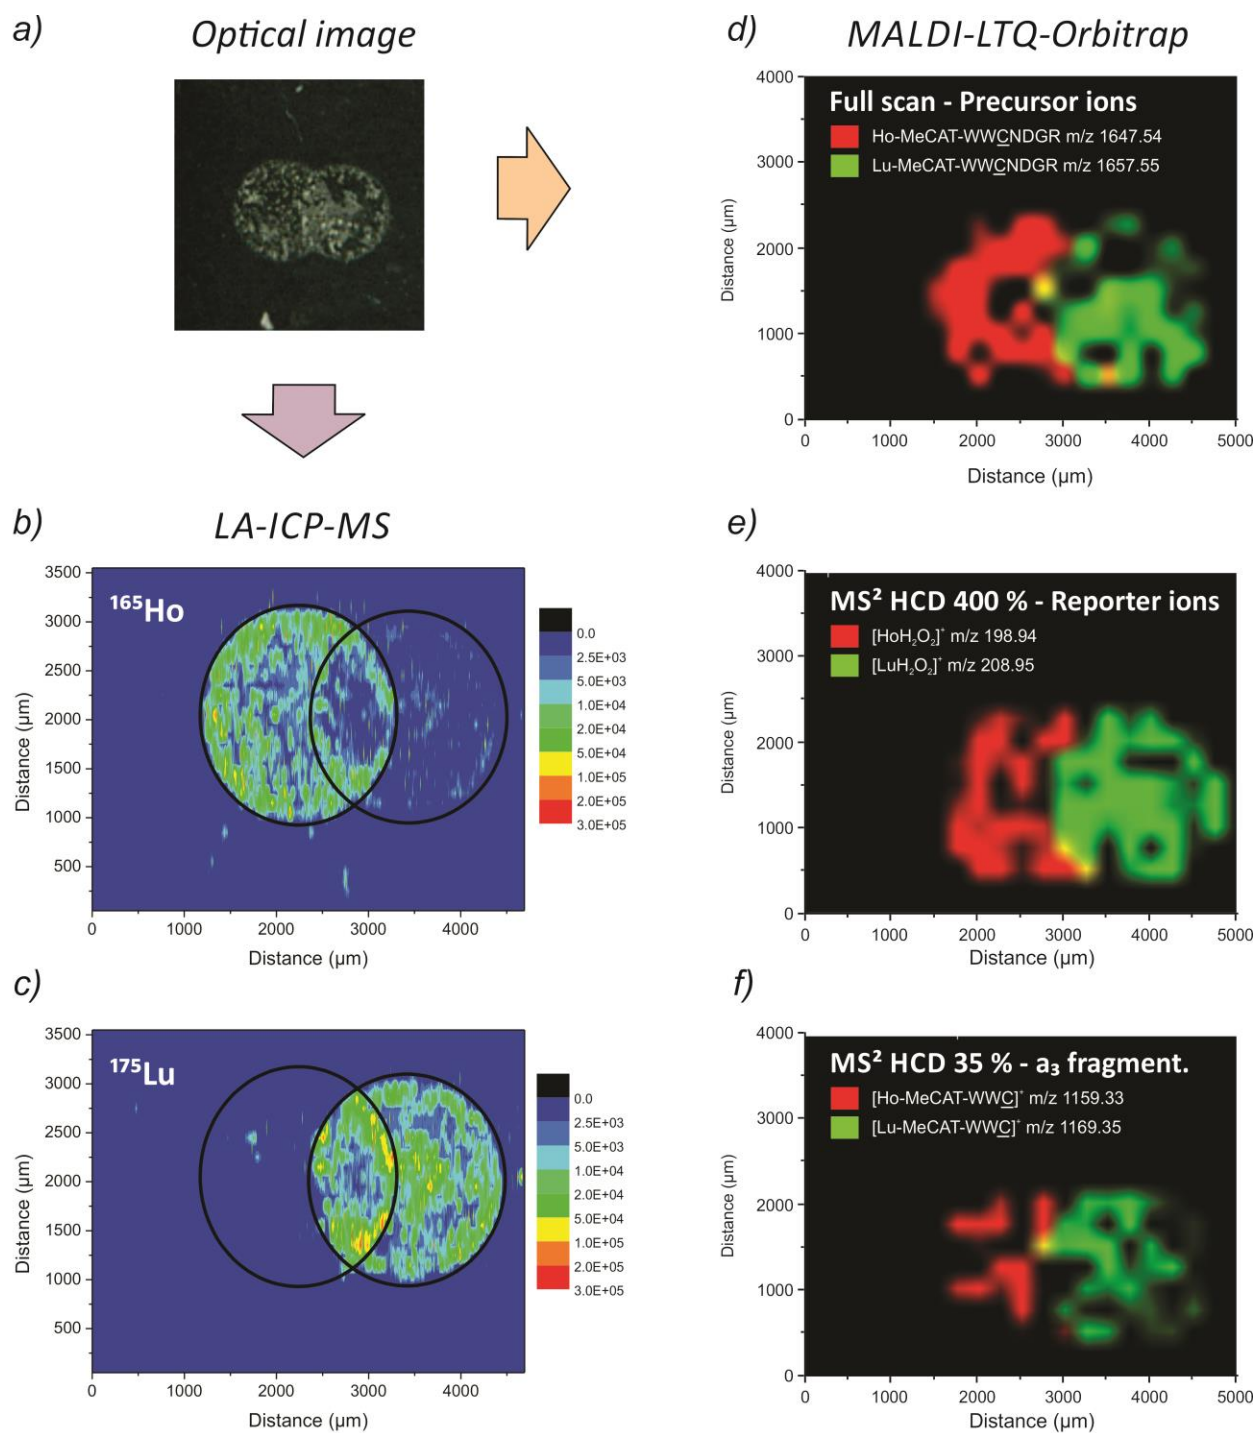 a)
Optical image
b)
LA-ICP-MS
¹⁶⁵Ho
3500
3000
2500
2000
1500
1000
500
Distance (µm)
0
1000
2000
3000
4000
Distance (µm)
0.0
2.5E+03
5.0E+03
1.0E+04
2.0E+04
5.0E+04
1.0E+05
2.0E+05
3.0E+05
c)
¹⁷⁵Lu
3500
3000
2500
2000
1500
1000
500
Distance (µm)
0
1000
2000
3000
4000
Distance (µm)
0.0
2.5E+03
5.0E+03
1.0E+04
2.0E+04
5.0E+04
1.0E+05
2.0E+05
3.0E+05
d)
MALDI-LTQ-Orbitrap
Full scan - Precursor ions
Ho-MeCAT-WWCNDGR m/z 1647.54
Lu-MeCAT-WWCNDGR m/z 1657.55
4000
3000
2000
1000
0
Distance (µm)
0
1000
2000
3000
4000
5000
Distance (µm)
e)
MS² HCD 400 % - Reporter ions
[HoH₂O₂]⁺ m/z 198.94
[LuH₂O₂]⁺ m/z 208.95
4000
3000
2000
1000
0
Distance (µm)
0
1000
2000
3000
4000
5000
Distance (µm)
f)
MS² HCD 35 % - a₃ fragment.
[Ho-MeCAT-WWC]⁺ m/z 1159.33
[Lu-MeCAT-WWC]⁺ m/z 1169.35
4000
3000
2000
1000
0
Distance (µm)
0
1000
2000
3000
4000
5000
Distance (µm)